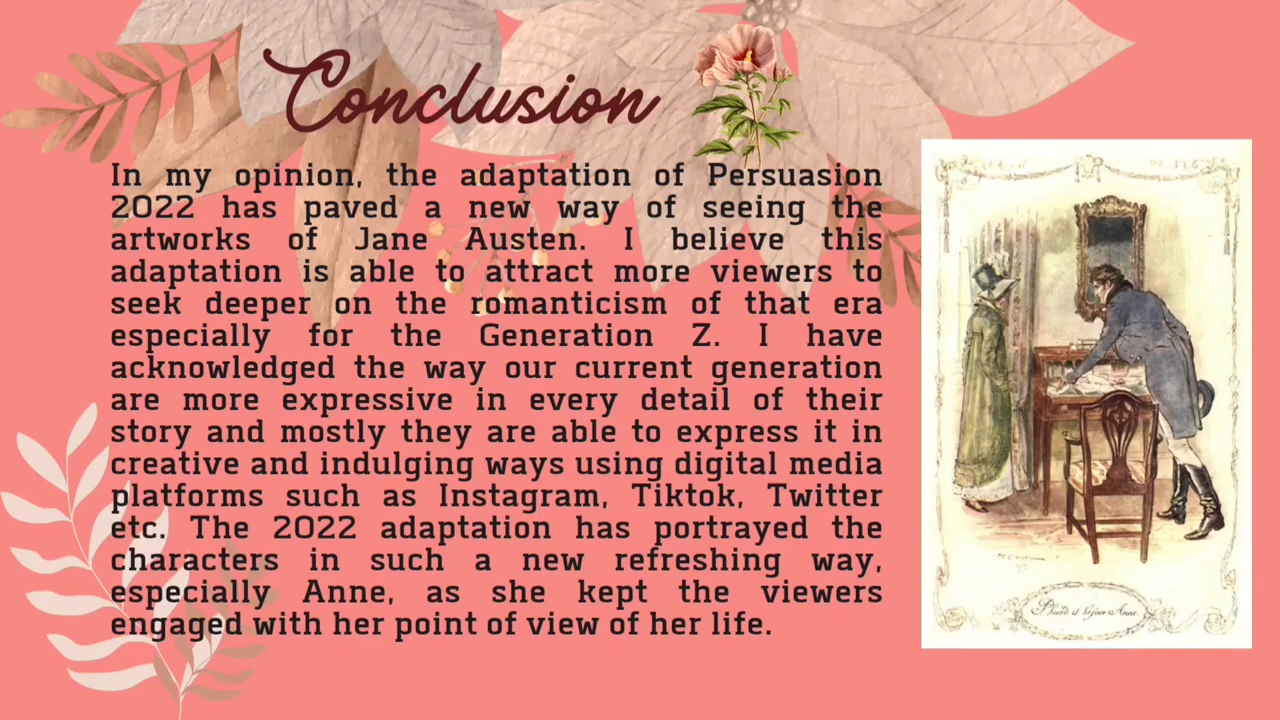 Conclusion
In my opinion, the adaptation of Persuasion
2022 has paved a new way of seeing the
artworks of Jane Austen. I believe this
adaptation is able to attract more viewers to
seek deeper on the romanticism of that era
especially for the Generation Z. I have
acknowledged the way our current generation
are more expressive in every detail of their
story and mostly they are able to express it in
creative and indulging ways using digital media
platforms such as Instagram, Tiktok, Twitter
etc. The 2022 adaptation has portrayed the
characters in such a new refreshing way,
especially Anne, as she kept the viewers
engaged with her point of view of her life.
Placed it before Anne.